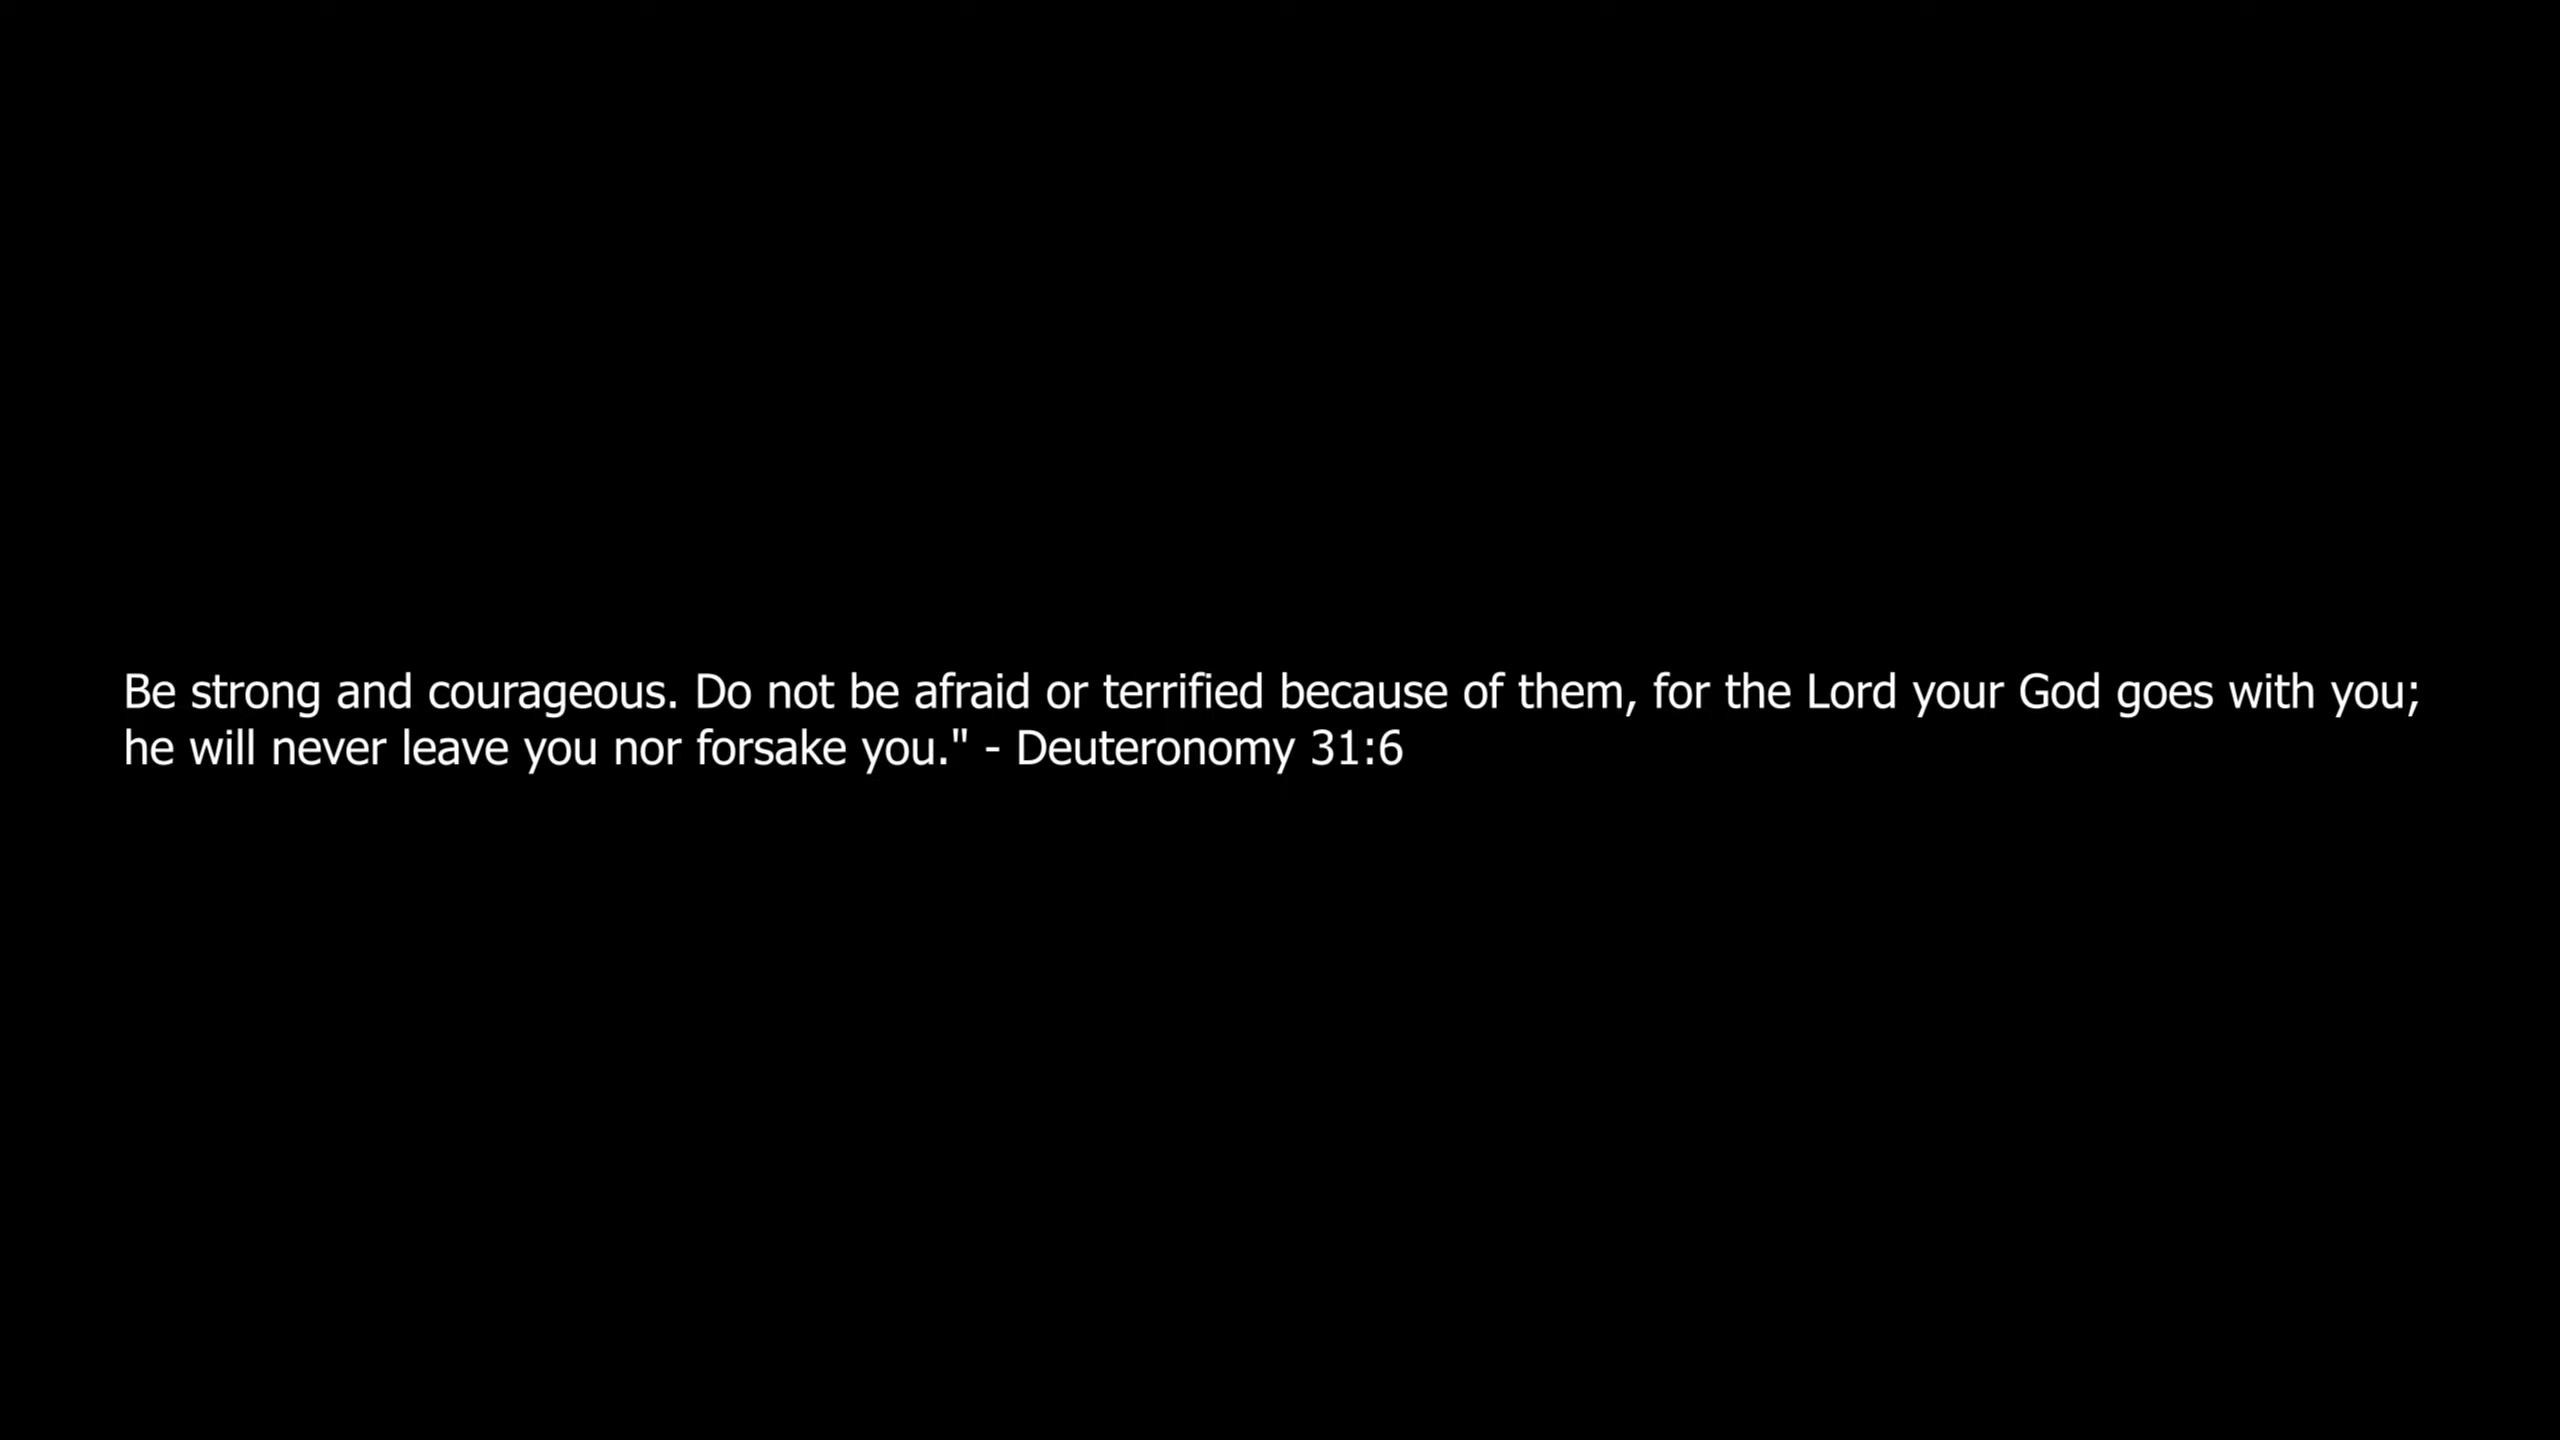 Be strong and courageous. Do not be afraid or terrified because of them, for the Lord your God goes with you;
he will never leave you nor forsake you." - Deuteronomy 31:6